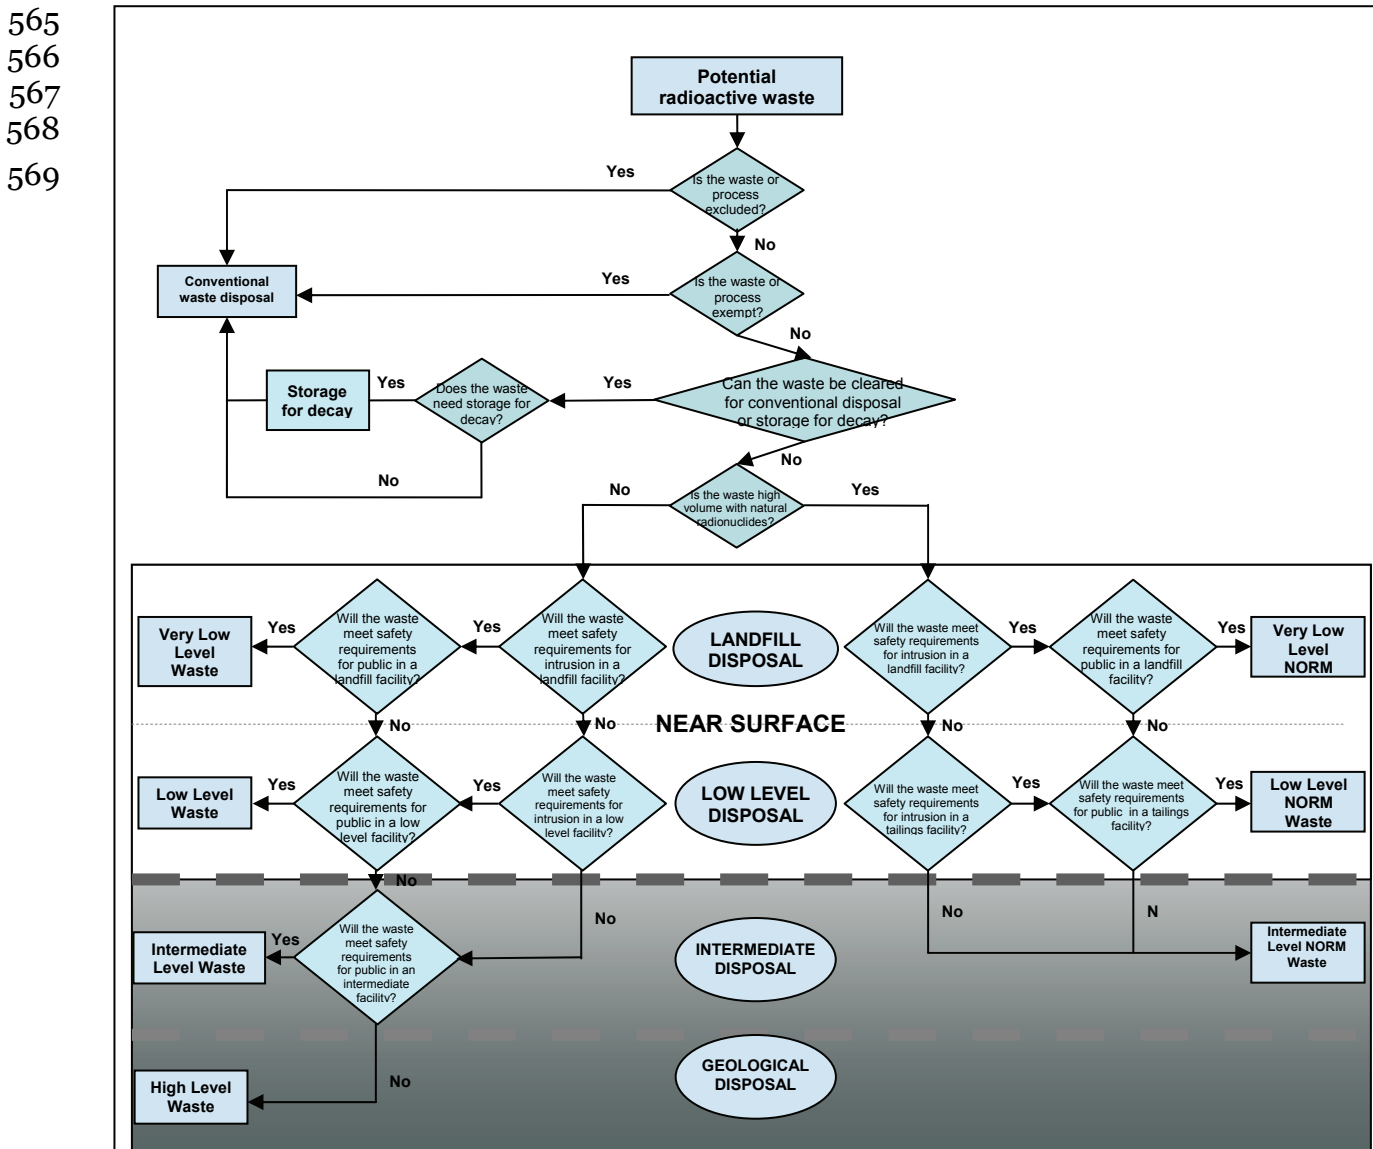 565
566
567
568
569
Potential
radioactive waste
Yes
Is the waste or
process
excluded?
No
Conventional
waste disposal
Yes
Is the waste or
process
exempt?
No
Storage
for decay
Yes
Does the waste
need storage for
decay?
Yes
Can the waste be cleared
for conventional disposal
or storage for decay?
No
No
No
Is the waste high
volume with natural
radionuclides?
Yes
Very Low
Level
Waste
Yes
Will the waste
meet safety
requirements
for public in a
landfill facility?
Yes
Will the waste
meet safety
requirements for
intrusion in a
landfill facility?
LANDFILL
DISPOSAL
Will the waste meet
safety requirements
for intrusion in a
landfill facility?
Yes
Will the waste
meet safety
requirements for
public in a landfill
facility?
Yes
Very Low
Level
NORM
No
No
NEAR SURFACE
No
No
Low Level
Waste
Yes
Will the waste
meet safety
requirements for
public in a low
level facility?
Yes
Will the waste
meet safety
requirements for
intrusion in a low
level facility?
LOW LEVEL
DISPOSAL
Will the waste meet
safety requirements
for intrusion in a
tailings facility?
Yes
Will the waste meet
safety requirements
for public in a tailings
facility?
Yes
Low Level
NORM
Waste
No
No
No
N
Intermediate
Level Waste
Yes
Will the waste
meet safety
requirements
for public in an
intermediate
facility?
INTERMEDIATE
DISPOSAL
Intermediate
Level NORM
Waste
No
High Level
Waste
GEOLOGICAL
DISPOSAL